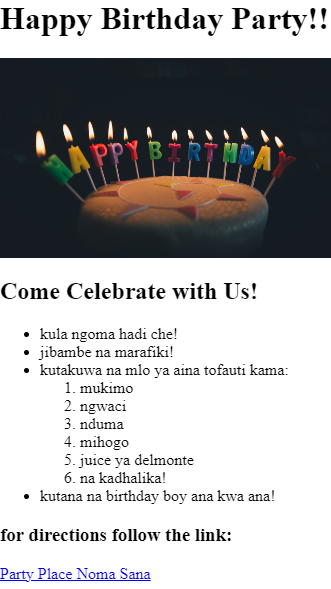 Happy Birthday Party!!
HAPPY BIRTHDAY
Come Celebrate with Us!
kula ngoma hadi che!
jibambe na marafiki!
kutakuwa na mlo ya aina tofauti kama:
1. mukimo
2. ngwaci
3. nduma
4. mihogo
5. juice ya delmonte
6. na kadhalika!
kutana na birthday boy ana kwa ana!
for directions follow the link:
Party Place Noma Sana